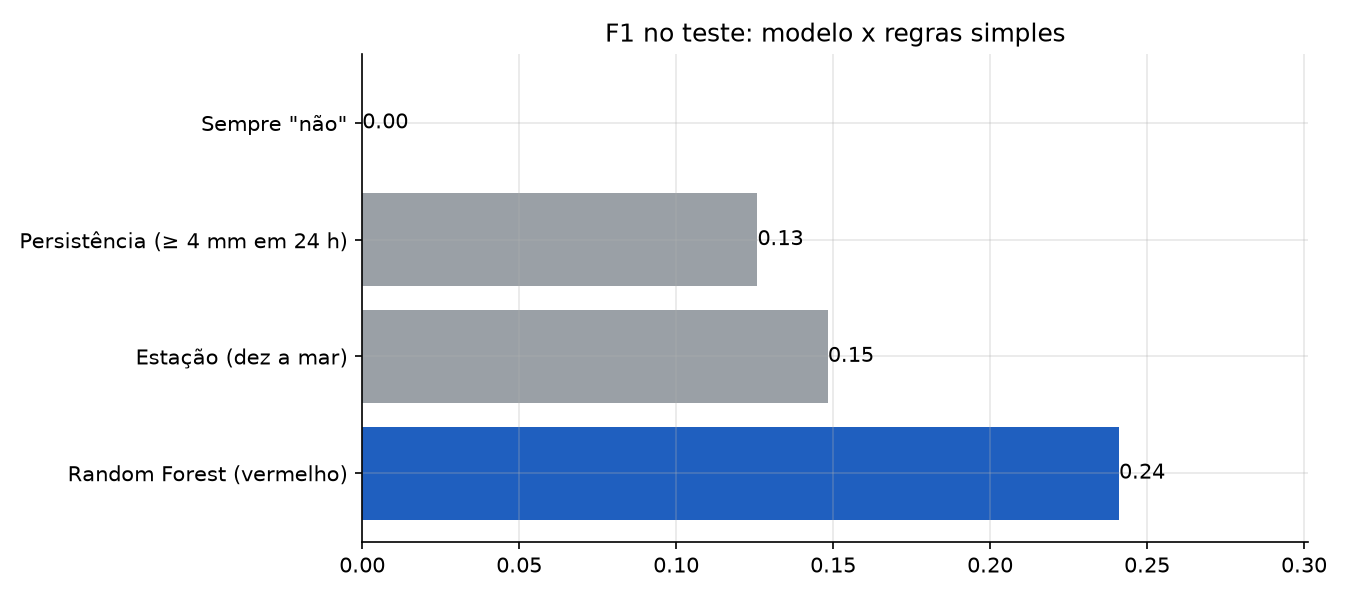 F1 no teste: modelo x regras simples
Sempre "não"
0.00
Persistência (≥ 4 mm em 24 h)
0.13
Estação (dez a mar)
0.15
Random Forest (vermelho)
0.24
0.00 0.05 0.10 0.15 0.20 0.25 0.30